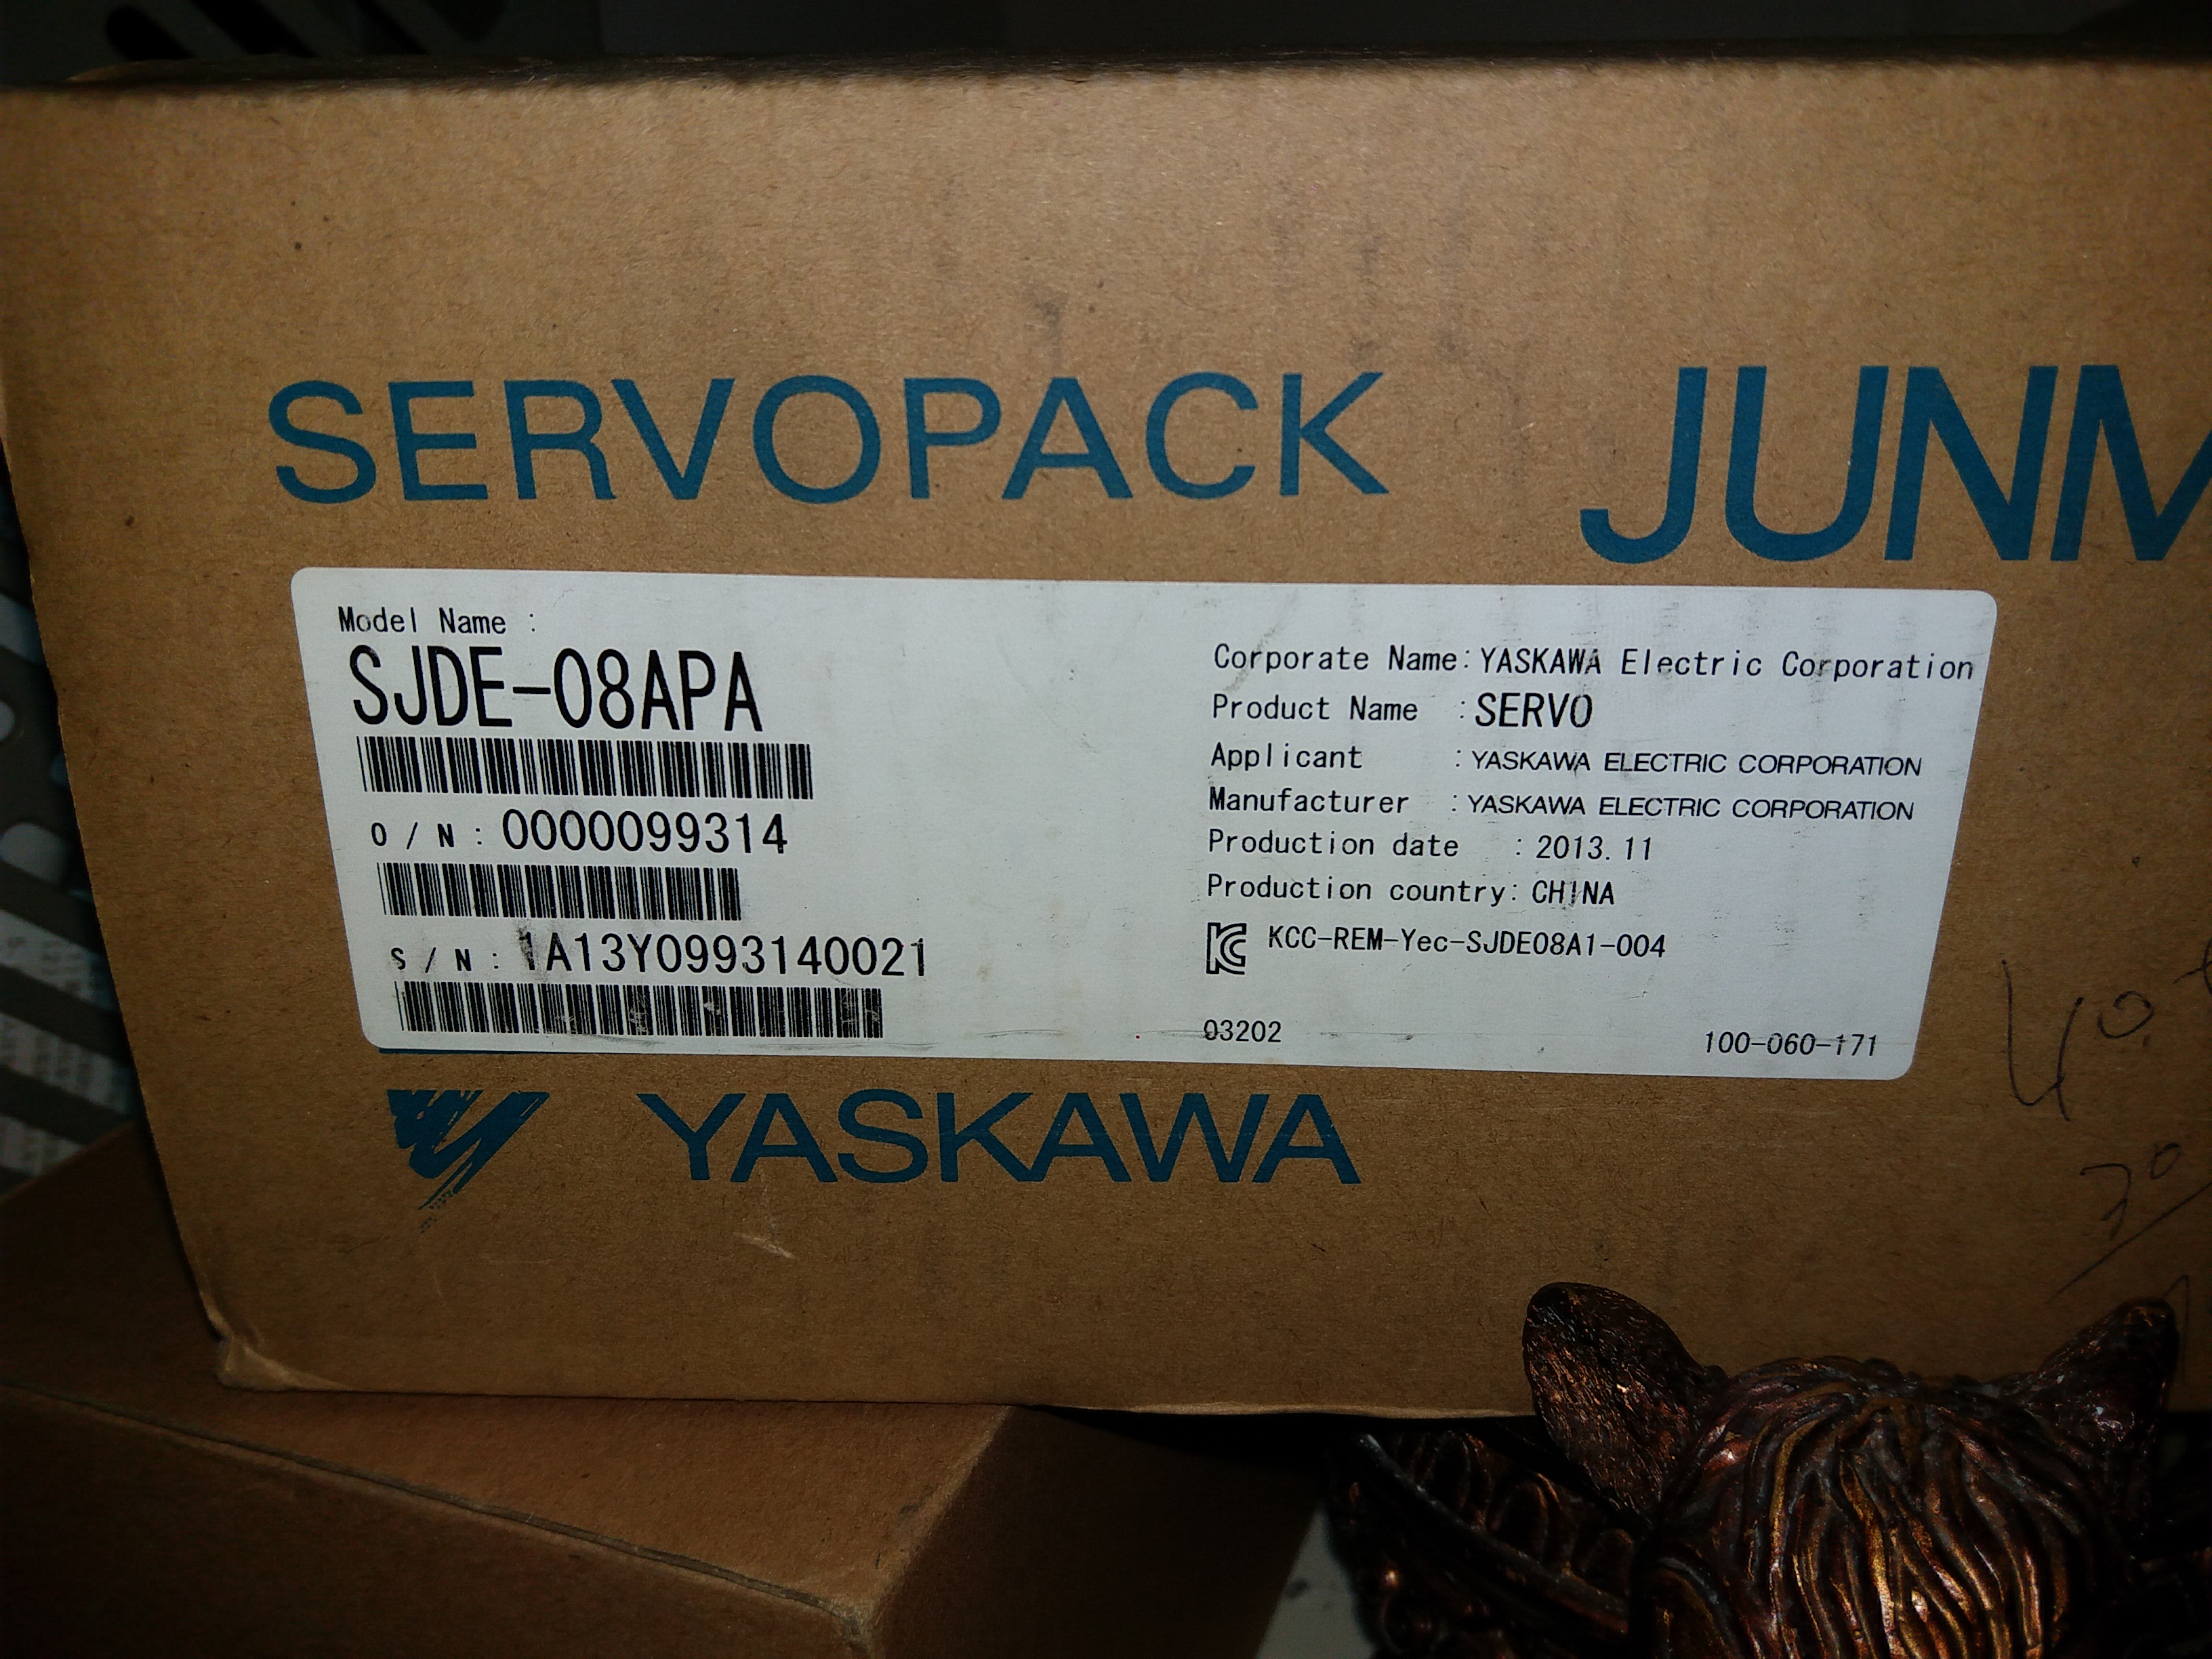 SERVOPACK
JUNM
Model Name :
SJDE-08APA
O / N : 0000099314
S / N : 1A13Y0993140021
Corporate Name:YASKAWA Electric Corporation
Product Name :SERVO
Applicant :YASKAWA ELECTRIC CORPORATION
Manufacturer :YASKAWA ELECTRIC CORPORATION
Production date :2013.11
Production country:CHINA
KCC-REM-Yec-SJDE08A1-004
03202
100-060-171
YASKAWA